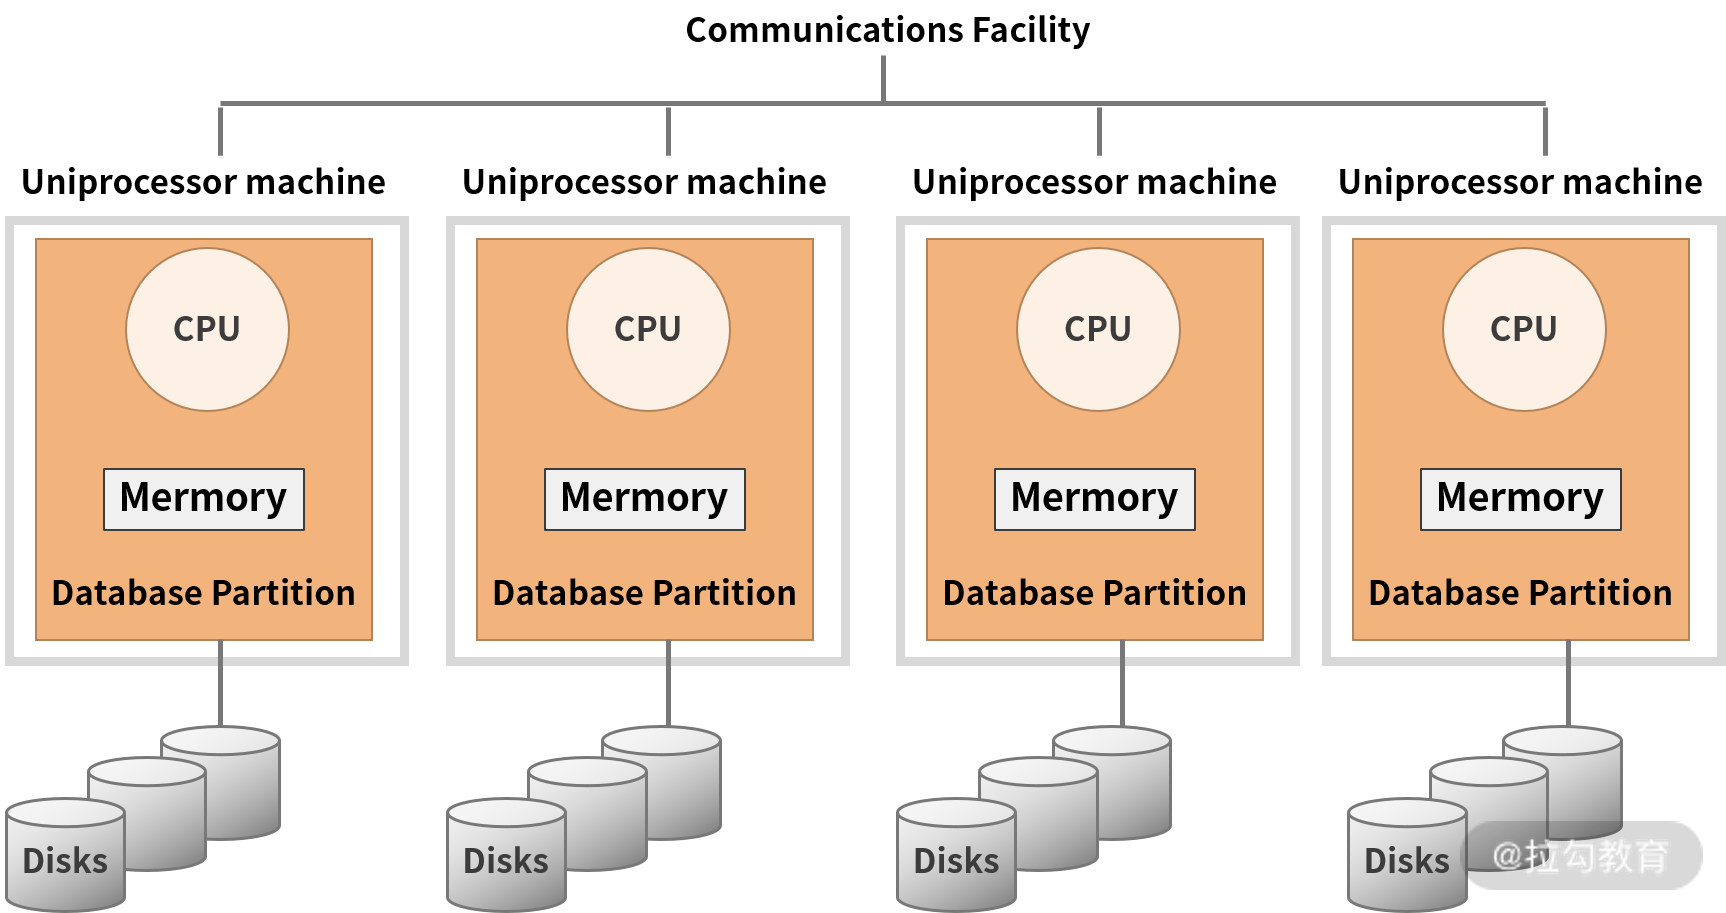 Communications Facility
Uniprocessor machine
Uniprocessor machine
Uniprocessor machine
Uniprocessor machine
CPU
CPU
CPU
CPU
Mermory
Mermory
Mermory
Mermory
Database Partition
Database Partition
Database Partition
Database Partition
Disks
Disks
Disks
Disks
@拉勾教育